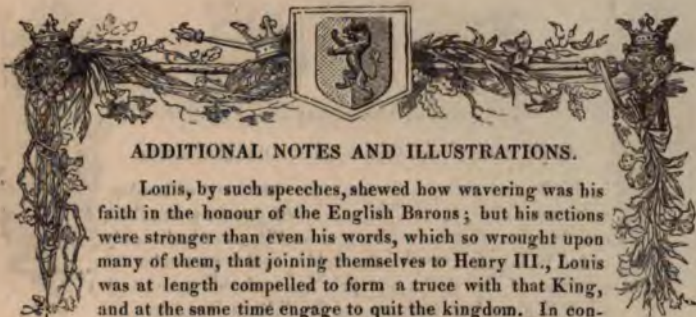 ADDITIONAL NOTES AND ILLUSTRATIONS.
Louis, by such speeches, shewed how wavering was his
faith in the honour of the English Barons; but his actions
were stronger than even his words, which so wrought upon
many of them, that joining themselves to Henry III., Louis
was at length compelled to form a truce with that King,
and at the same time engage to quit the kingdom. In con-